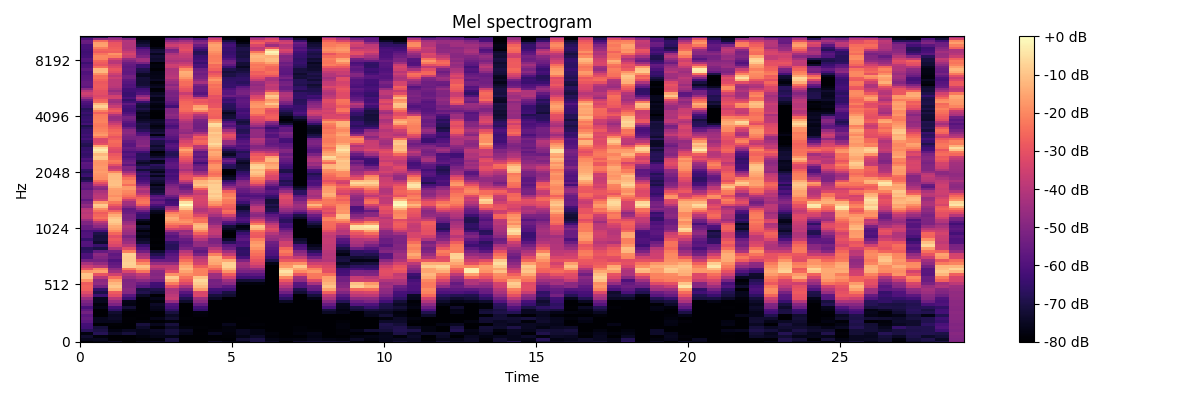 Mel spectrogram
8192
4096
2048
1024
512
0
Hz
0 5 10 15 20 25
Time
+0 dB
-10 dB
-20 dB
-30 dB
-40 dB
-50 dB
-60 dB
-70 dB
-80 dB